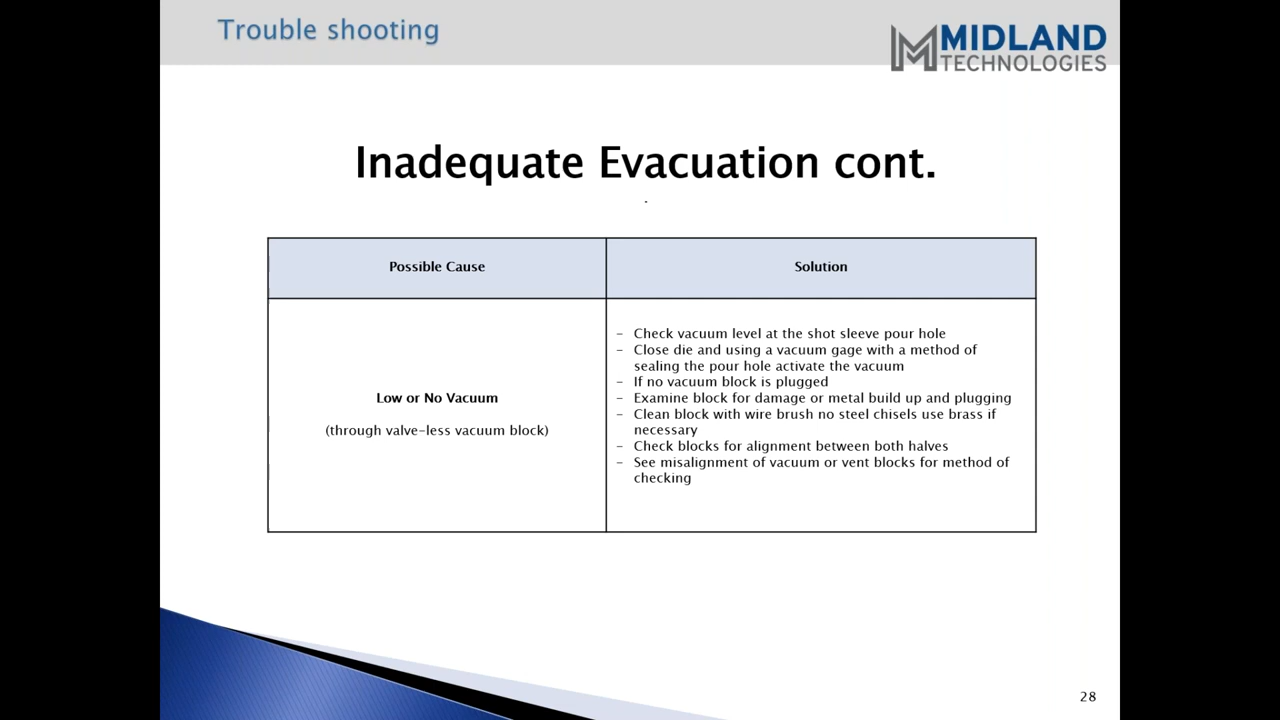 Trouble shooting
MIDLAND
TECHNOLOGIES
Inadequate Evacuation cont.
.
Possible Cause
Solution
Low or No Vacuum
(through valve-less vacuum block)
– Check vacuum level at the shot sleeve pour hole
– Close die and using a vacuum gage with a method of
sealing the pour hole activate the vacuum
– If no vacuum block is plugged
– Examine block for damage or metal build up and plugging
– Clean block with wire brush no steel chisels use brass if
necessary
– Check blocks for alignment between both halves
– See misalignment of vacuum or vent blocks for method of
checking
28